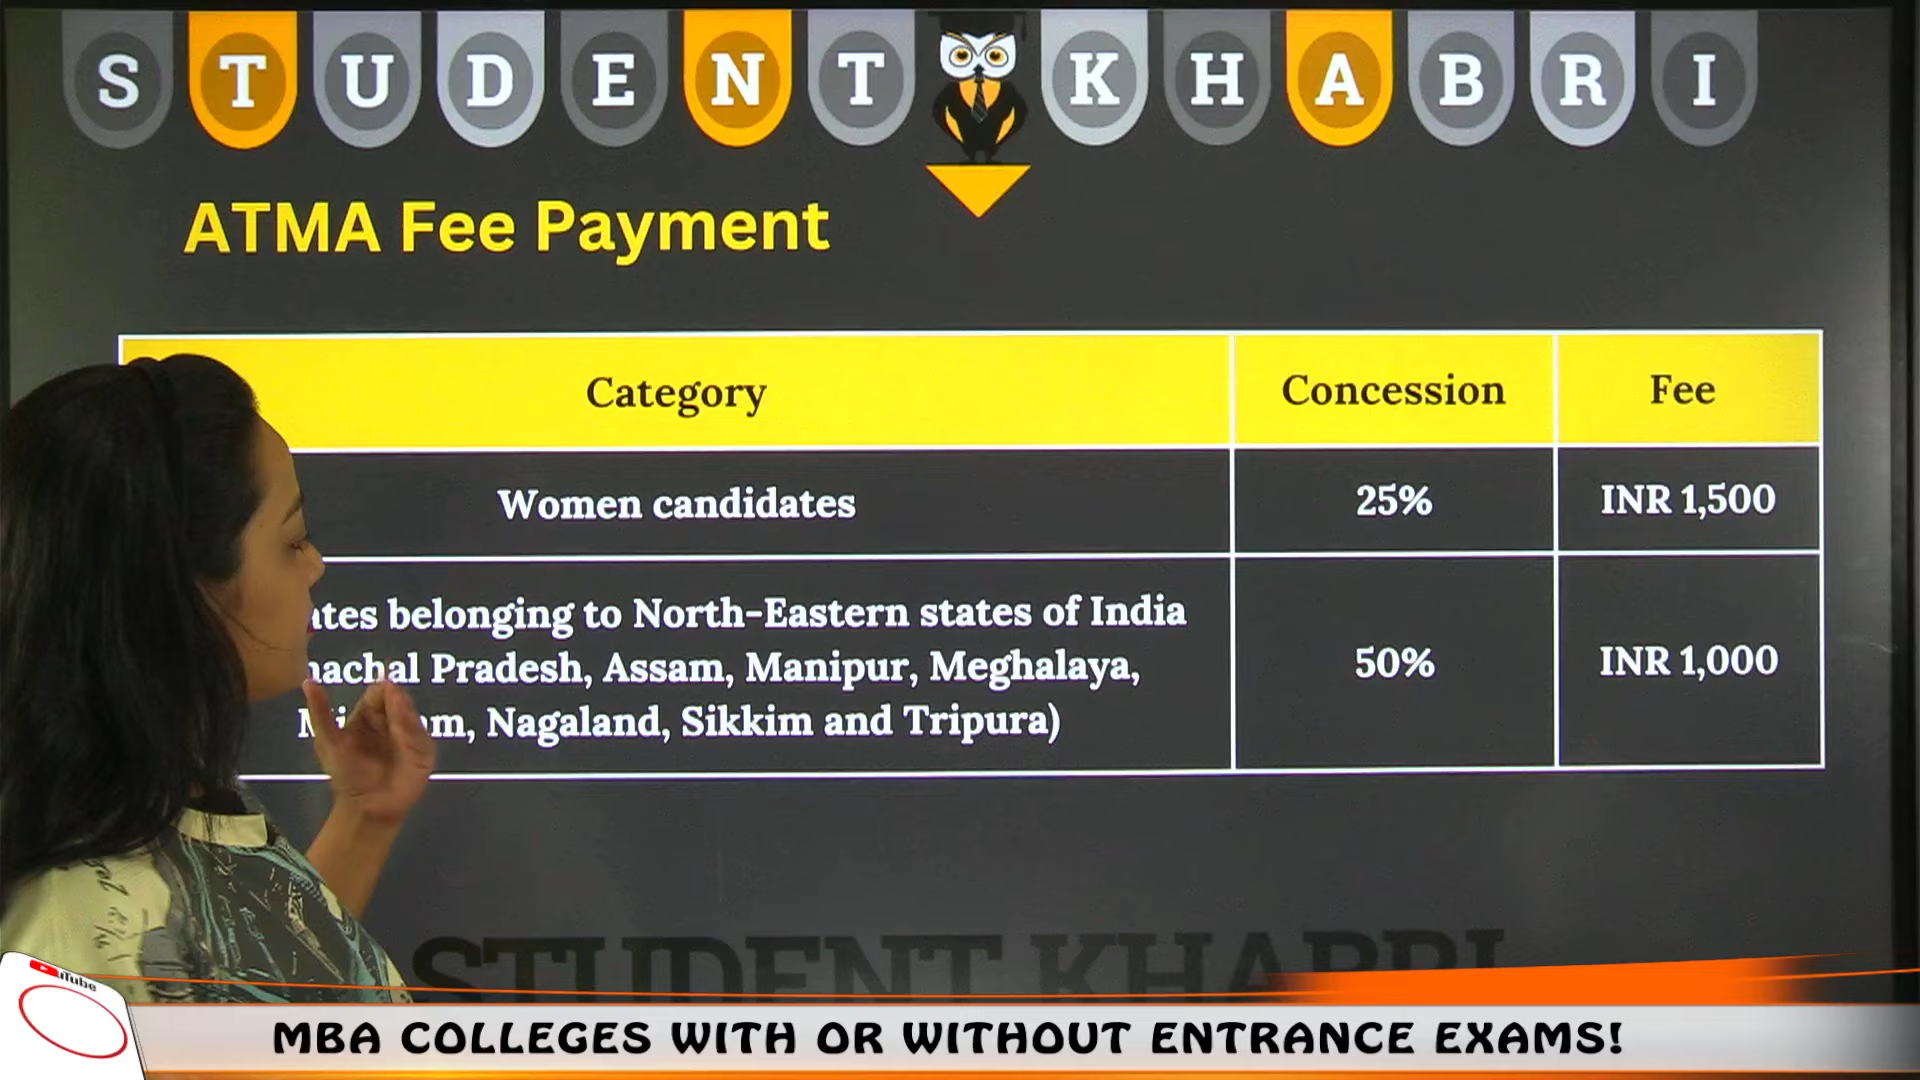 STUDENT KHABRI
ATMA Fee Payment
Category Concession Fee
Women candidates 25% INR 1,500
belonging to North-Eastern states of India
Pradesh, Assam, Manipur, Meghalaya,
50% INR 1,000
Nagaland, Sikkim and Tripura)
STUDENT KHABRI
MBA COLLEGES WITH OR WITHOUT ENTRANCE EXAMS!